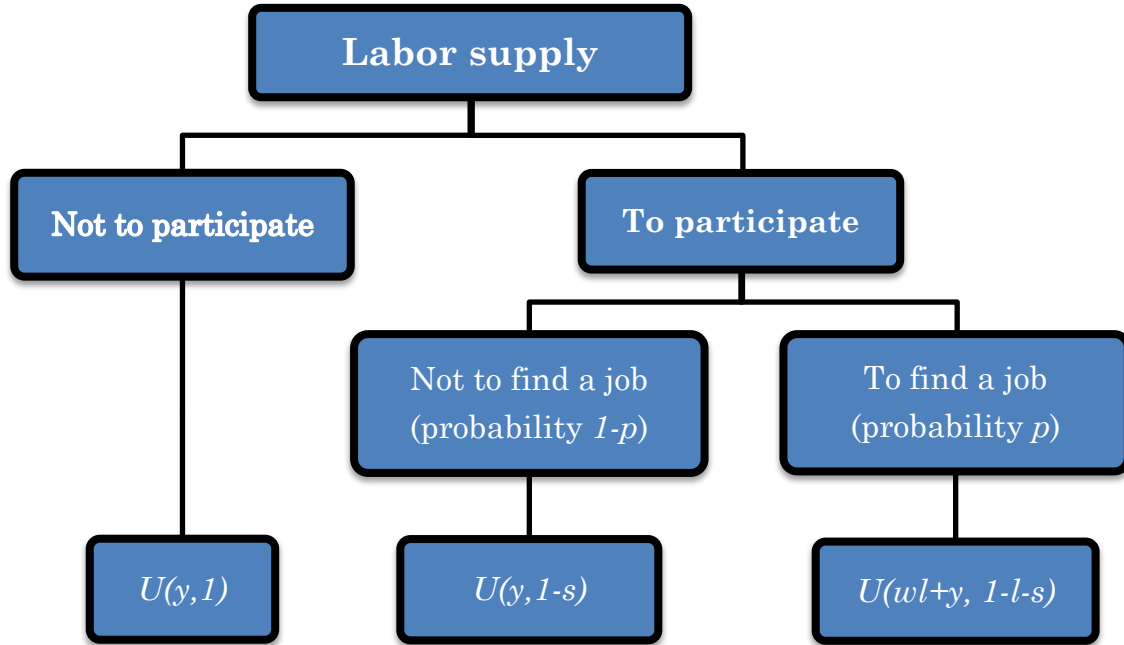 Labor supply
Not to participate
To participate
Not to find a job
(probability 1-p)
To find a job
(probability p)
U(y,1)
U(y,1-s)
U(wl+y, 1-l-s)